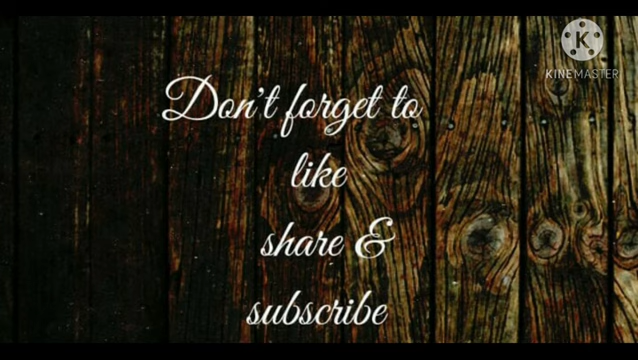 KINEMASTER
Don't forget to
like
share &
subscribe